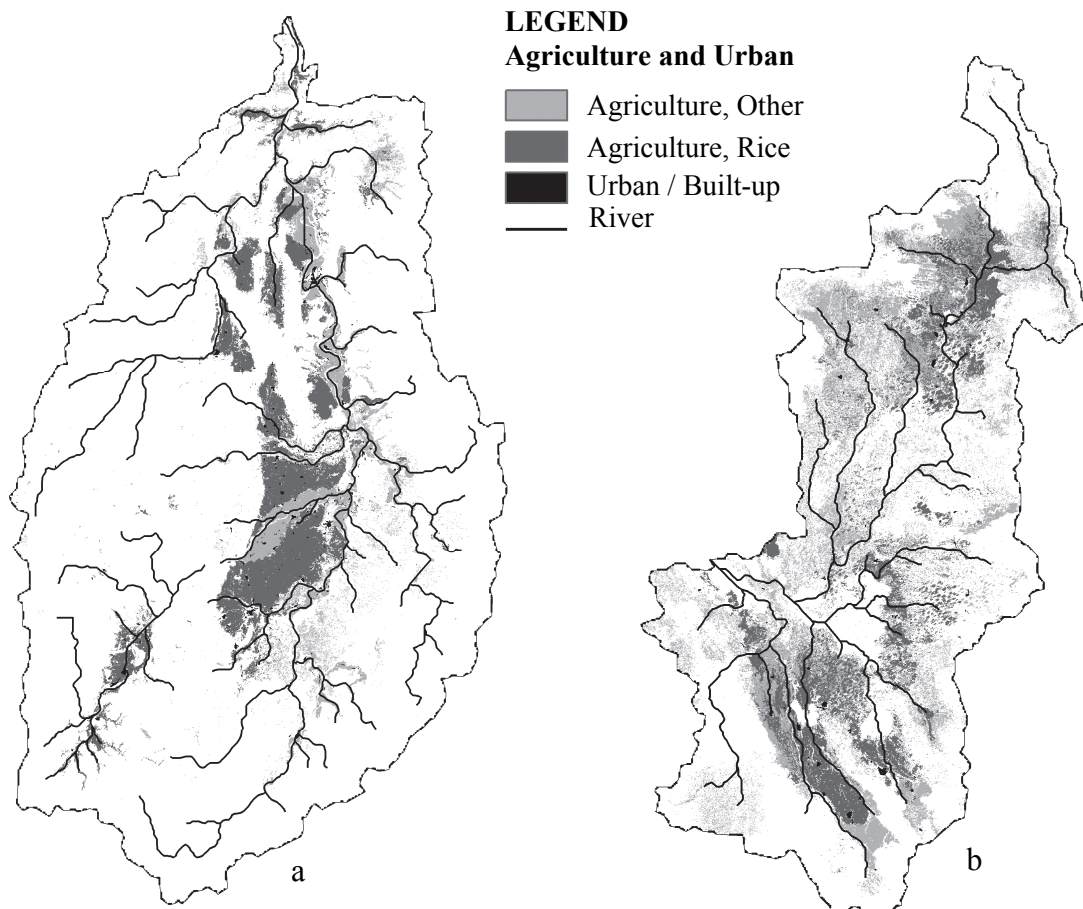 LEGEND
Agriculture and Urban
Agriculture, Other
Agriculture, Rice
Urban / Built-up
River
a
b